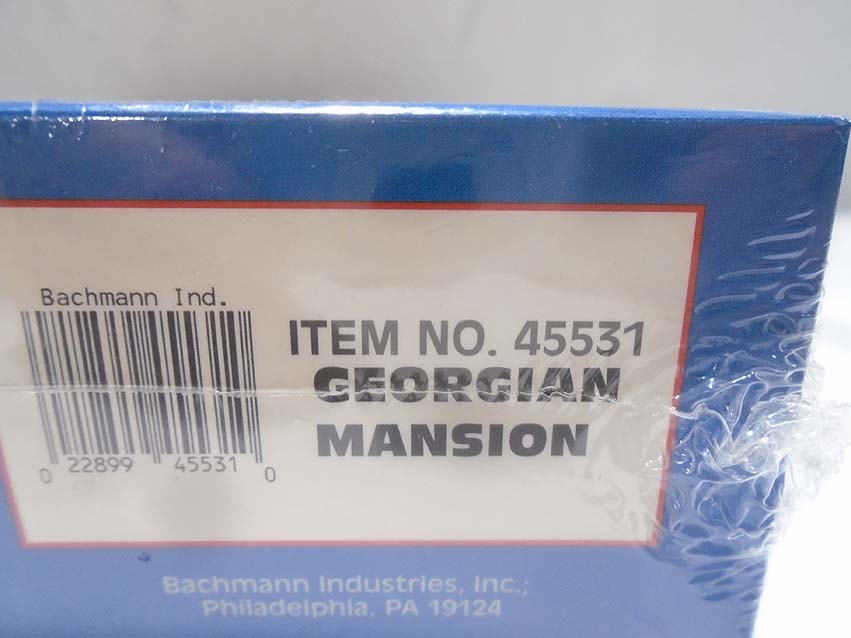 Bachmann Ind.
0 22899 45531 0
ITEM NO. 45531
GEORGIAN
MANSION
Bachmann Industries, Inc.;
Philadelphia, PA 19124